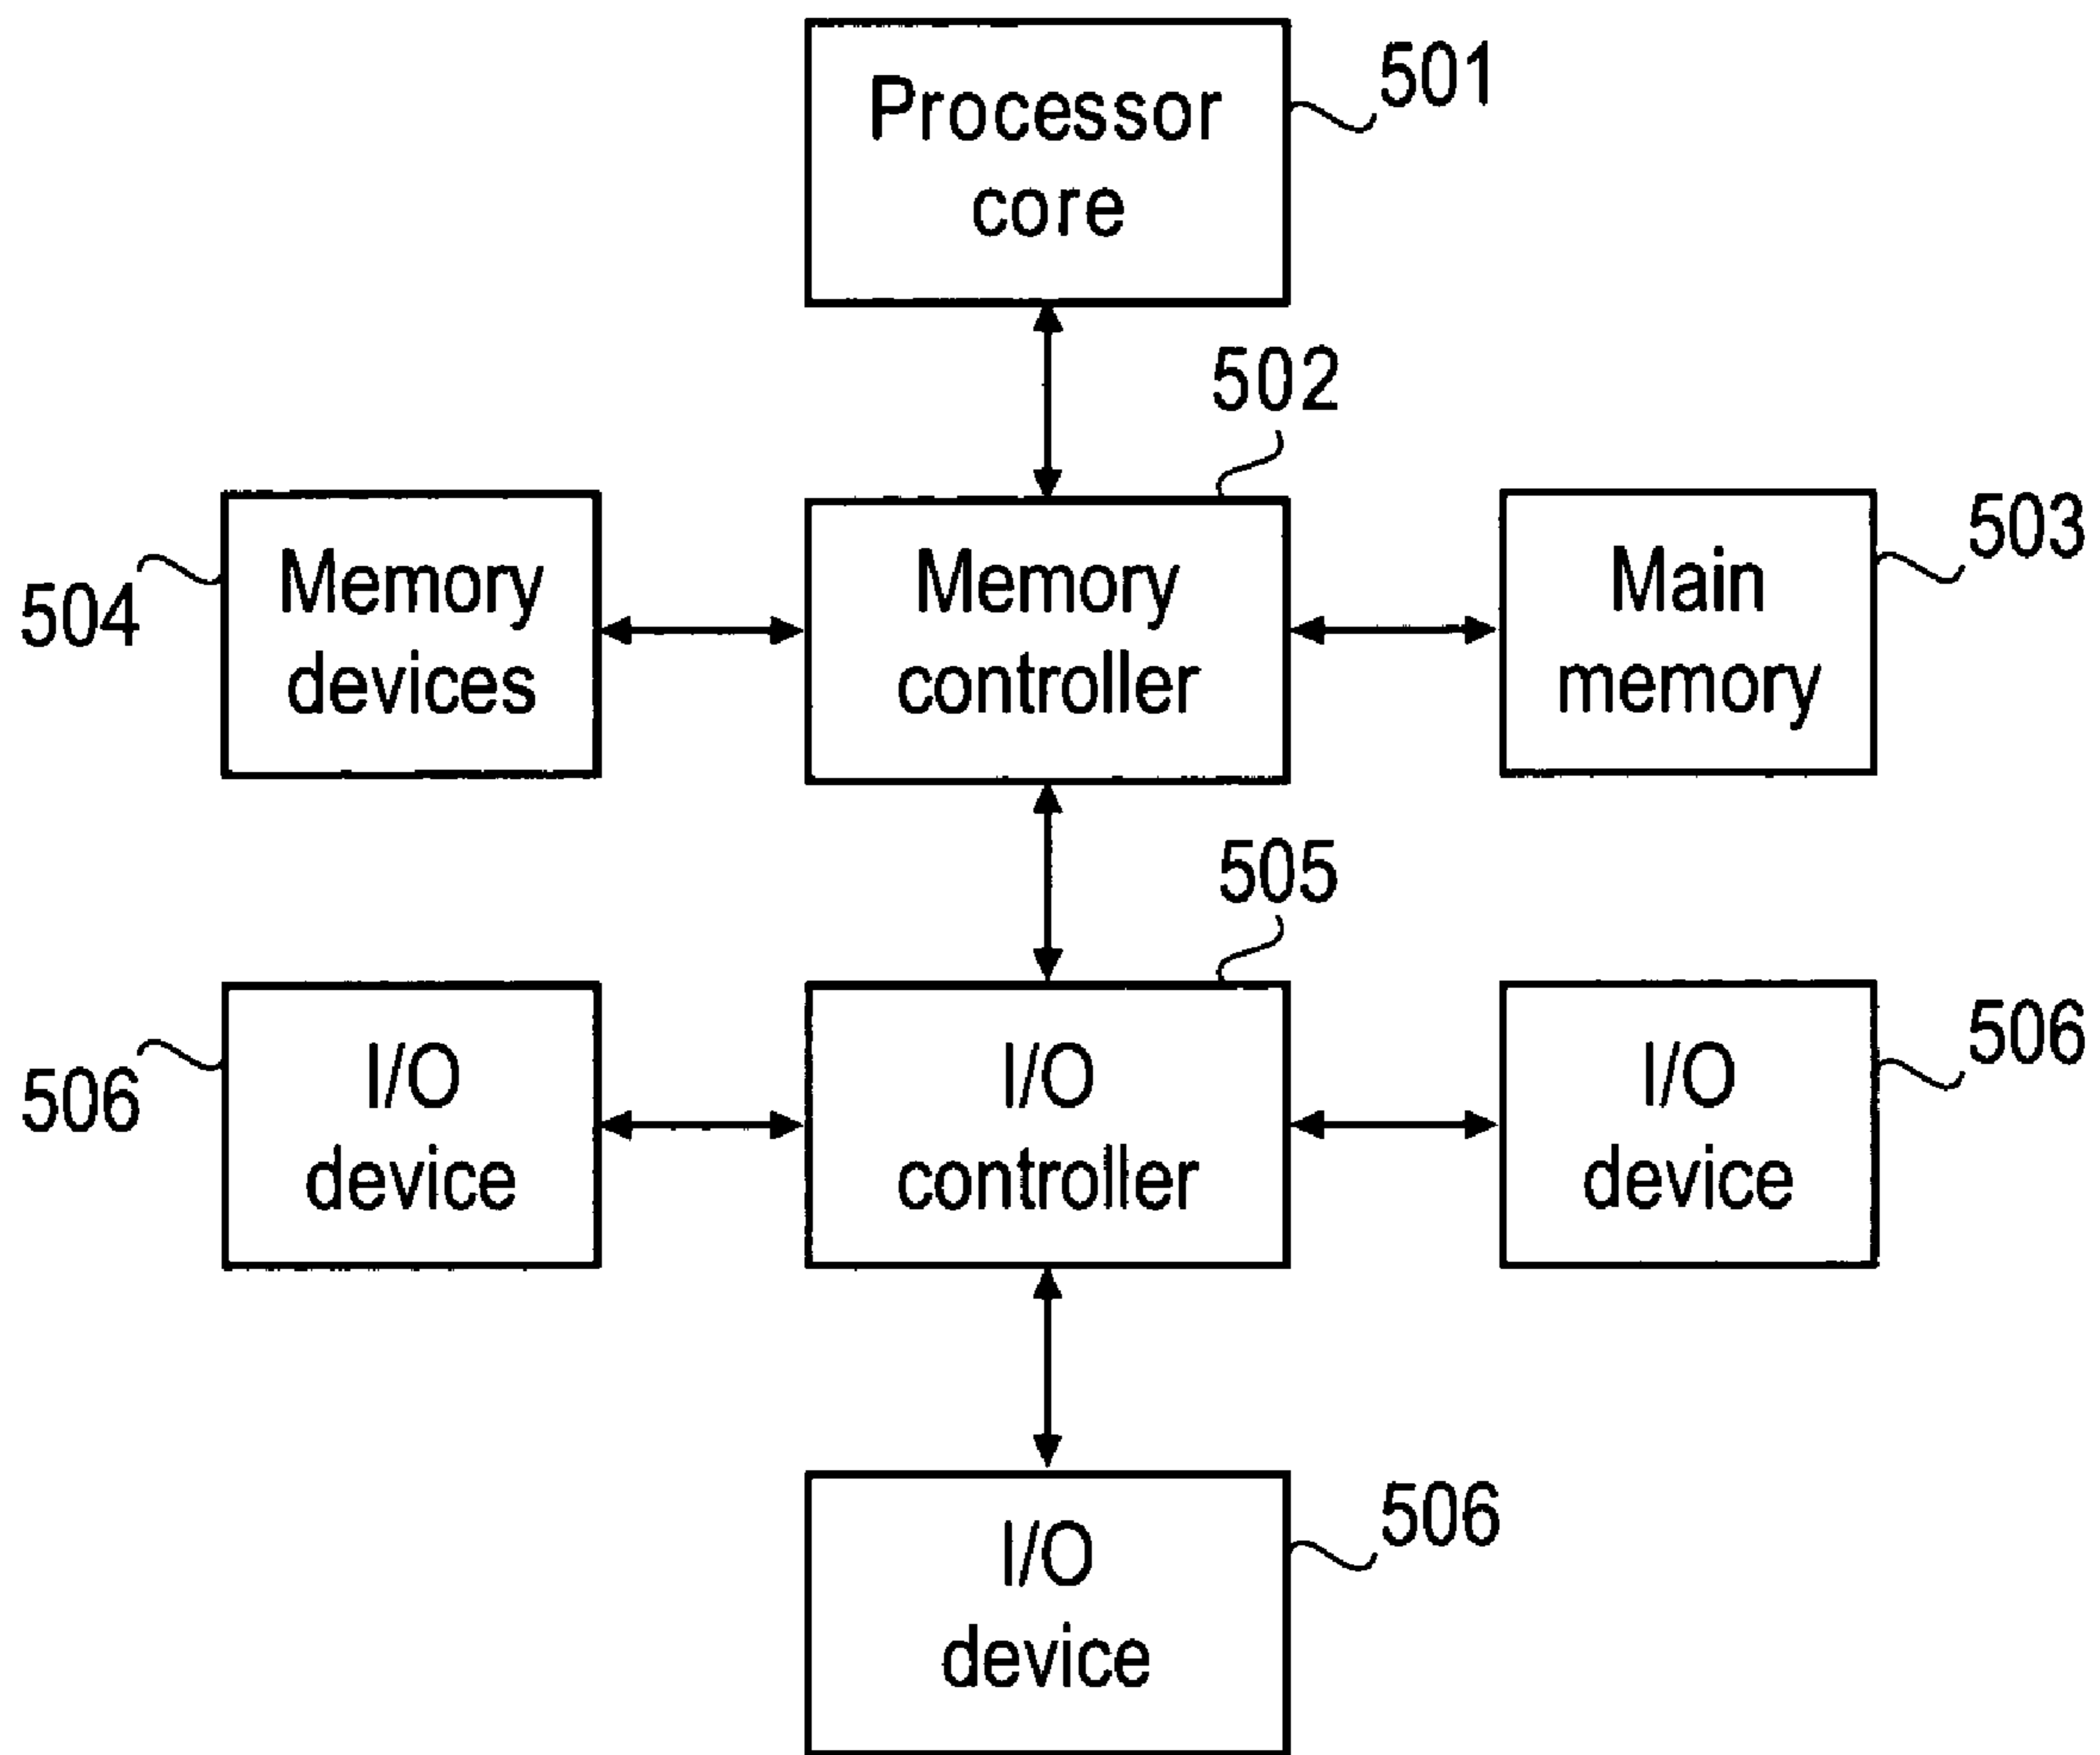 Processor
core
501
502
Memory
devices
504
Memory
controller
Main
memory
503
505
I/O
device
506
I/O
controller
I/O
device
506
I/O
device
506